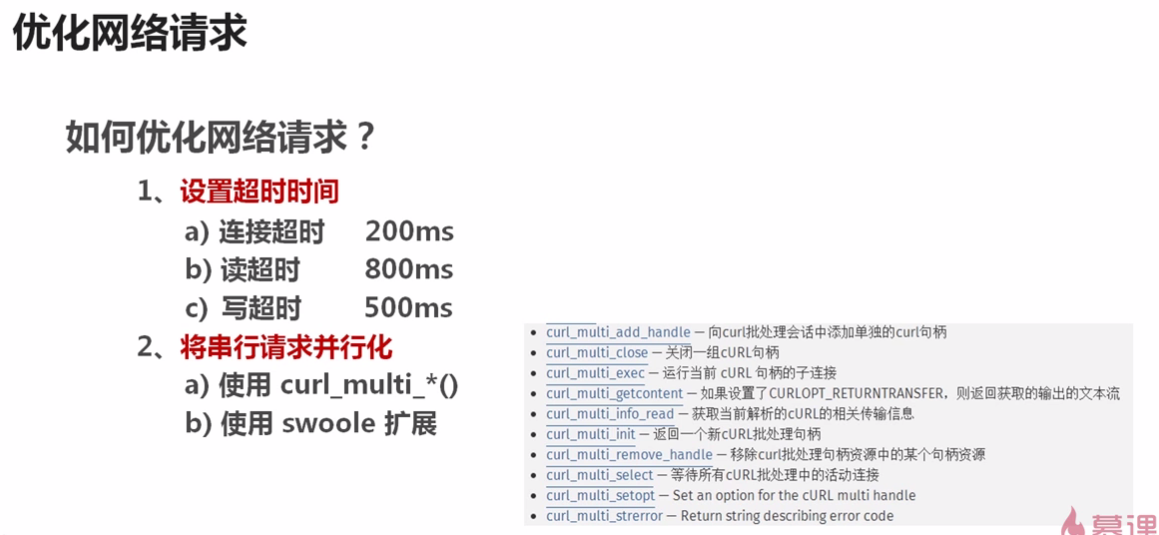 优化网络请求
如何优化网络请求？
1、设置超时时间
a) 连接超时 200ms
b) 读超时 800ms
c) 写超时 500ms
2、将串行请求并行化
a) 使用 curl_multi_*()
b) 使用 swoole 扩展
curl_multi_add_handle — 向curl批处理会话中添加单独的curl句柄
curl_multi_close — 关闭一组cURL句柄
curl_multi_exec — 运行当前 cURL 句柄的子连接
curl_multi_getcontent — 如果设置了CURLOPT_RETURNTRANSFER，则返回获取的输出的文本流
curl_multi_info_read — 获取当前解析的cURL的相关传输信息
curl_multi_init — 返回一个新cURL批处理句柄
curl_multi_remove_handle — 移除curl批处理句柄资源中的某个句柄资源
curl_multi_select — 等待所有cURL批处理中的活动连接
curl_multi_setopt — Set an option for the cURL multi handle
curl_multi_strerror — Return string describing error code
慕课